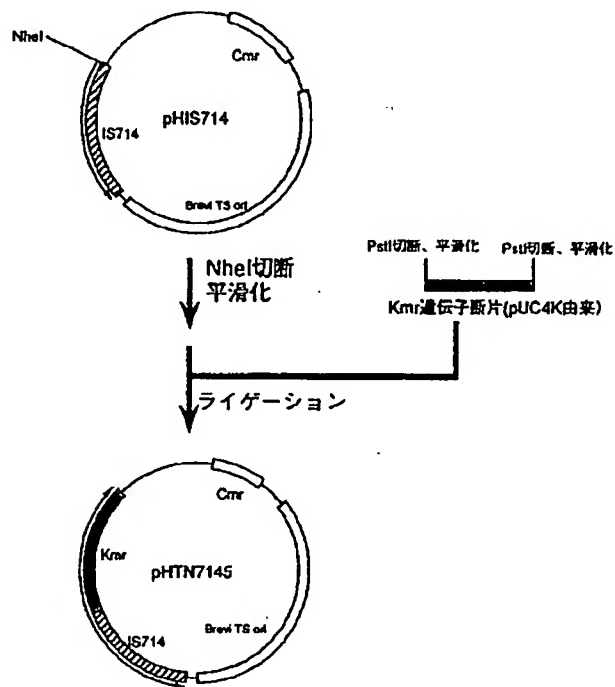 NheI
Cmr
pHIS714
IS714
Brevi TS ori
NheI切断
平滑化
PstI切断、平滑化
PstI切断、平滑化
Kmr遺伝子断片(pUC4K由来)
ライゲーション
Cmr
Kmr
pHTN7145
Brevi TS ori
IS714